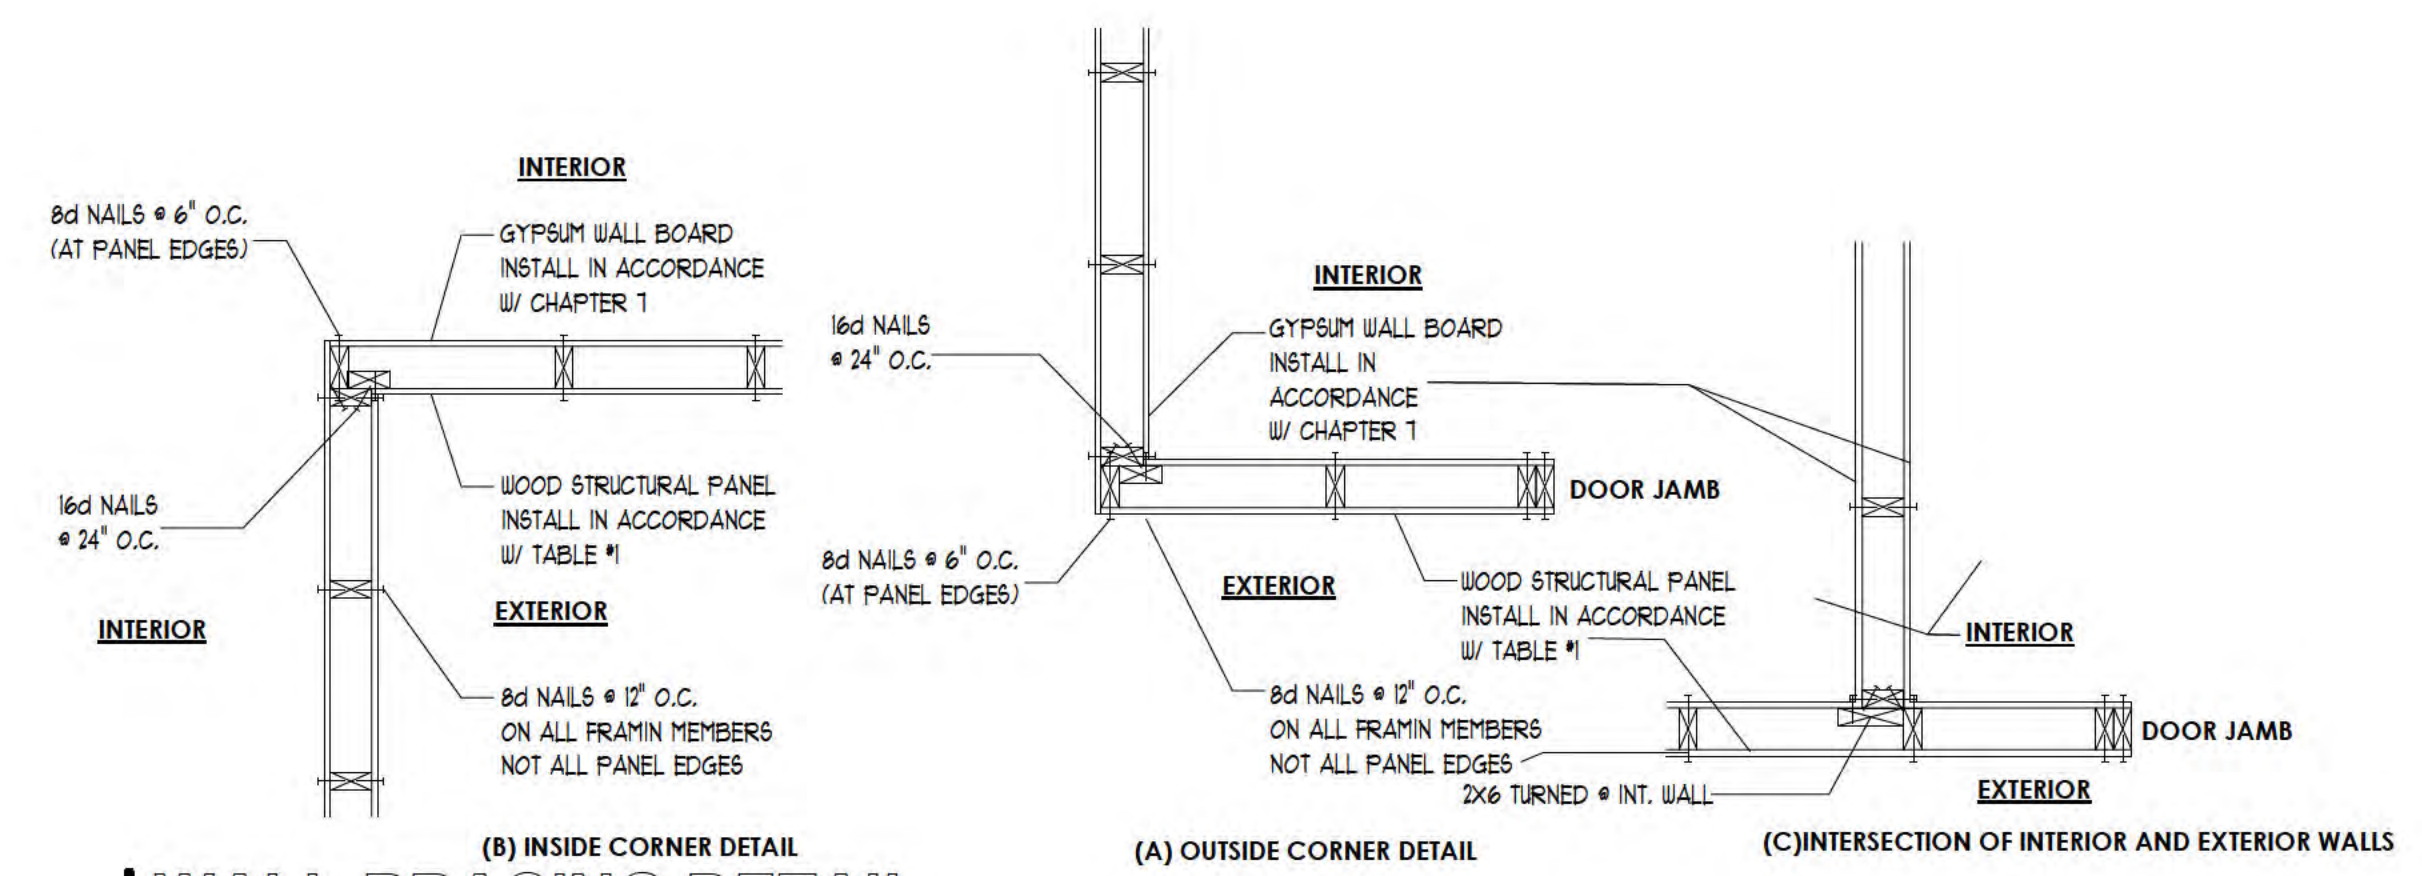 INTERIOR
8d NAILS @ 6" O.C.
(AT PANEL EDGES)
GYPSUM WALL BOARD
INSTALL IN ACCORDANCE
W/ CHAPTER 7
16d NAILS
@ 24" O.C.
WOOD STRUCTURAL PANEL
INSTALL IN ACCORDANCE
W/ TABLE #1
INTERIOR
EXTERIOR
8d NAILS @ 12" O.C.
ON ALL FRAMIN MEMBERS
NOT ALL PANEL EDGES
(B) INSIDE CORNER DETAIL
INTERIOR
16d NAILS
@ 24" O.C.
GYPSUM WALL BOARD
INSTALL IN
ACCORDANCE
W/ CHAPTER 7
DOOR JAMB
8d NAILS @ 6" O.C.
(AT PANEL EDGES)
EXTERIOR
WOOD STRUCTURAL PANEL
INSTALL IN ACCORDANCE
W/ TABLE #1
8d NAILS @ 12" O.C.
ON ALL FRAMIN MEMBERS
NOT ALL PANEL EDGES
2X6 TURNED @ INT. WALL
(A) OUTSIDE CORNER DETAIL
INTERIOR
DOOR JAMB
EXTERIOR
(C)INTERSECTION OF INTERIOR AND EXTERIOR WALLS
WALL BRACING DETAIL